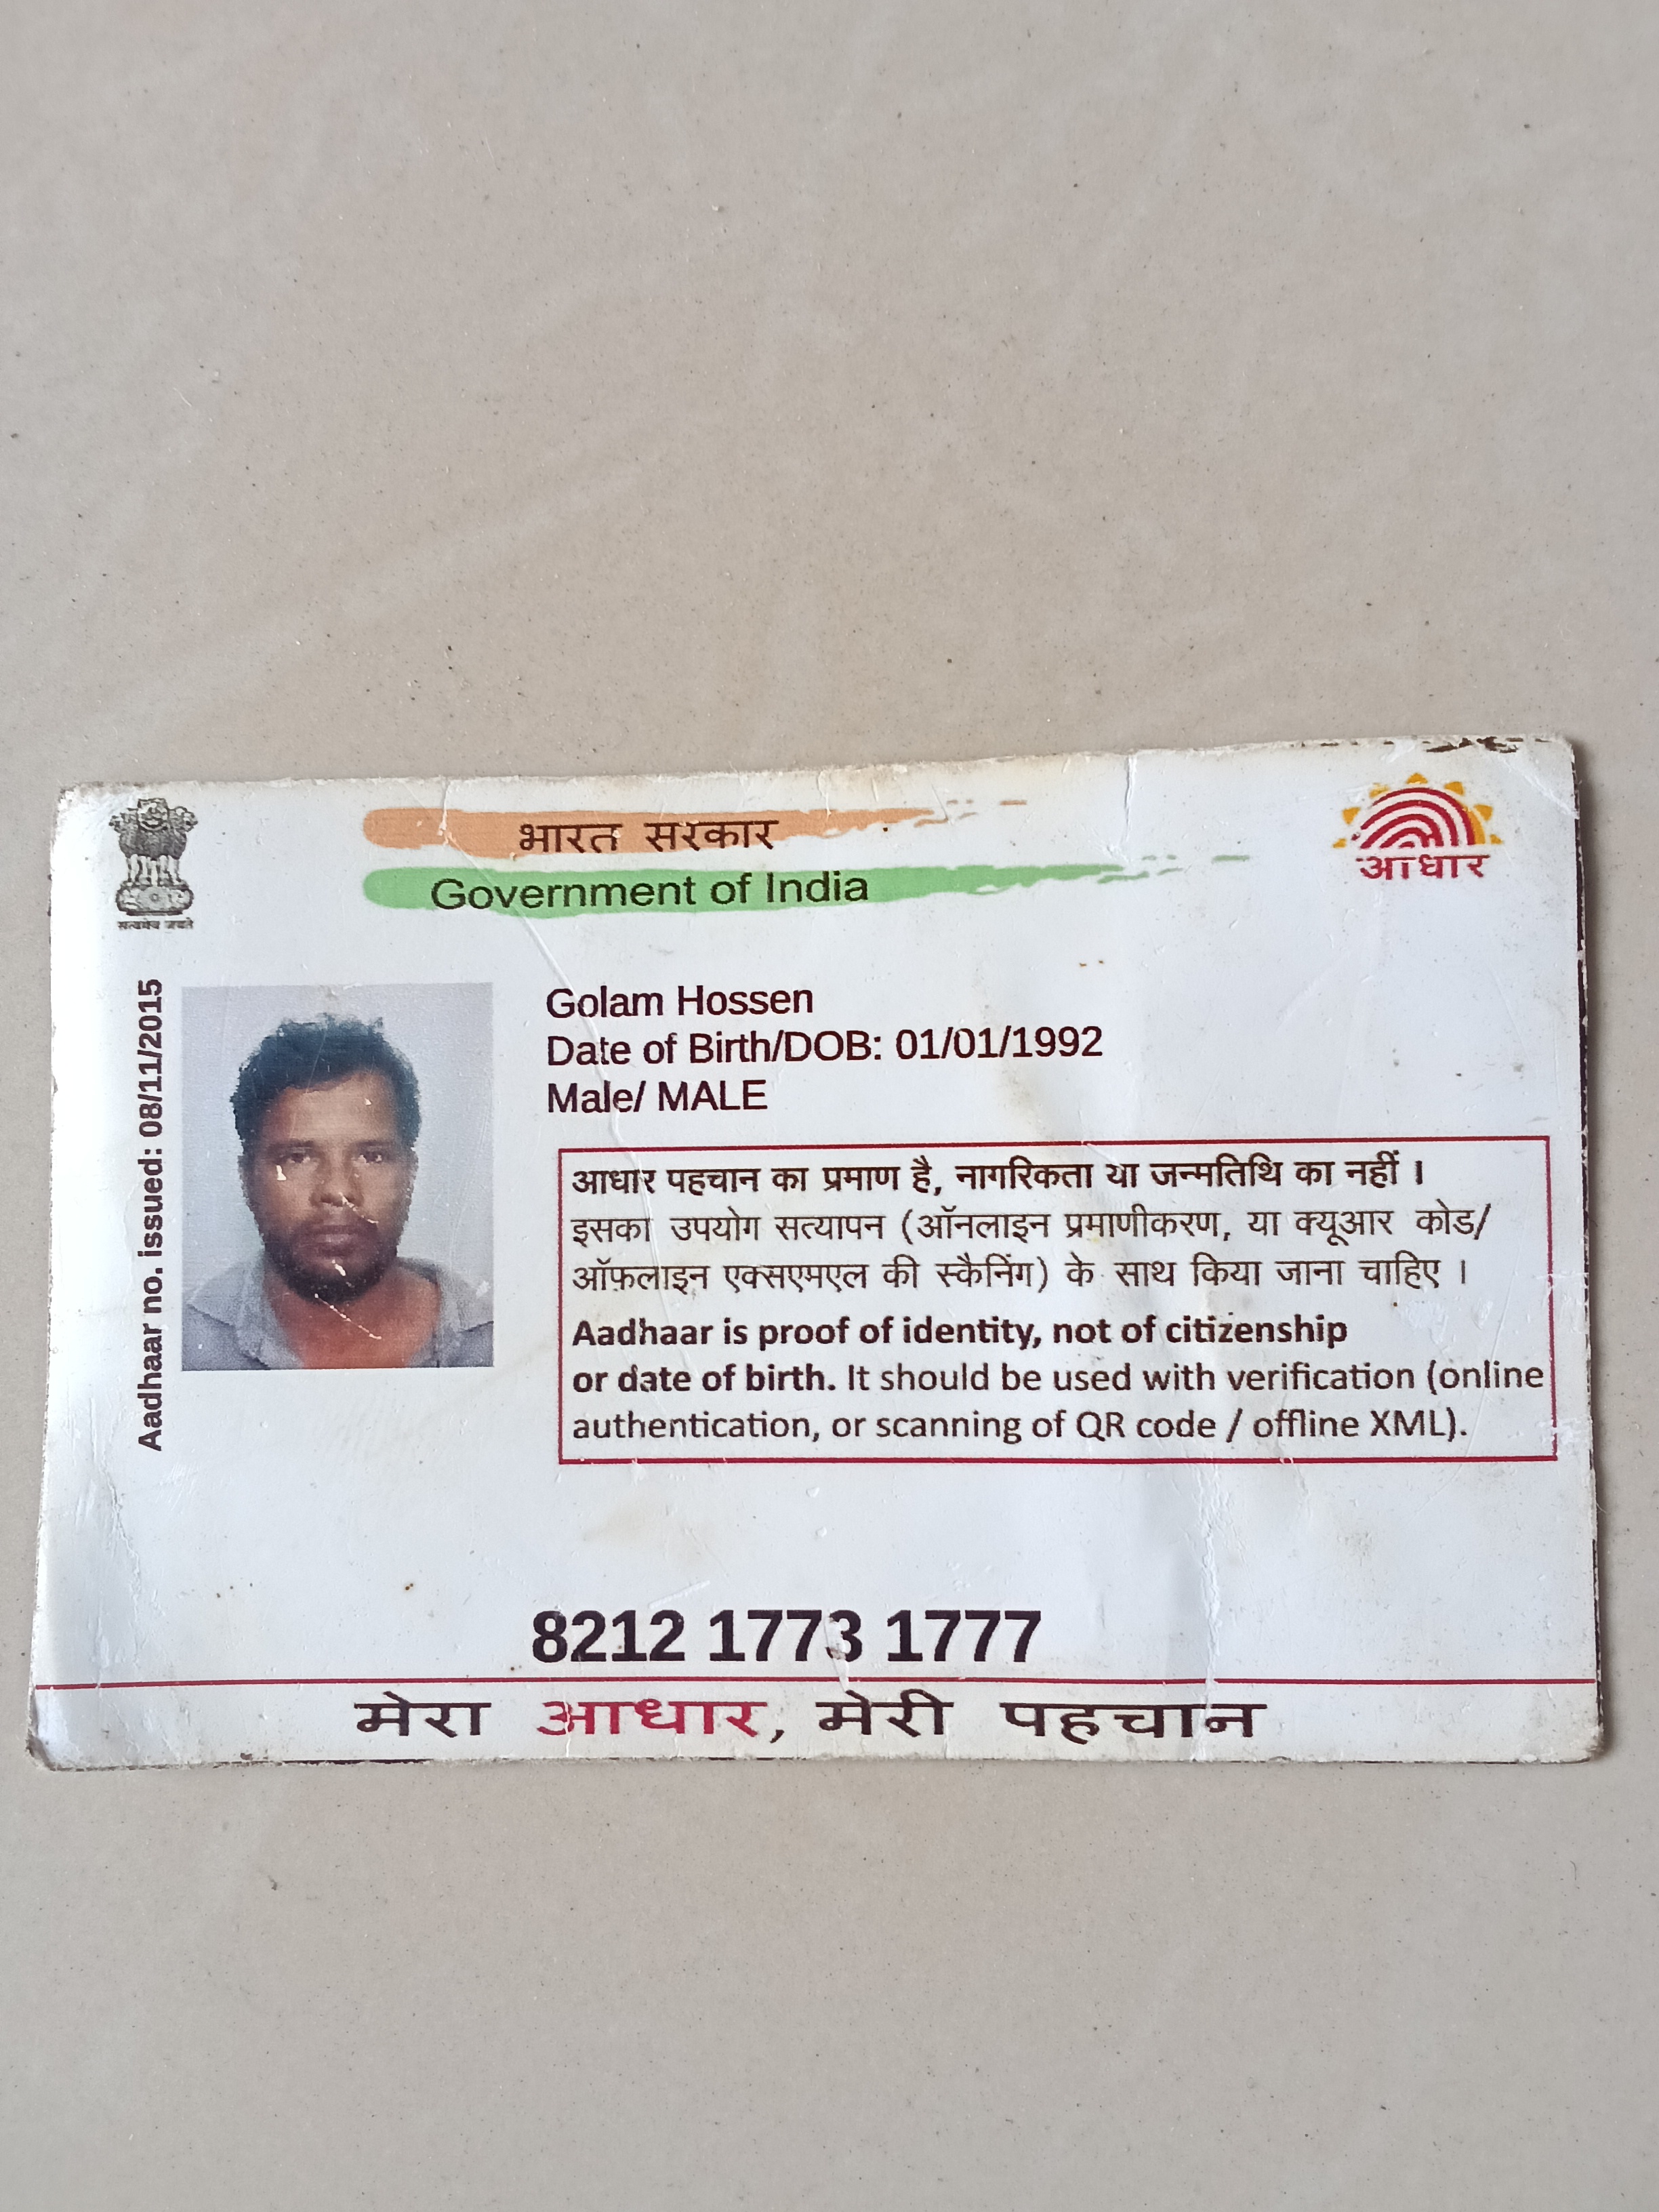 भारत सरकार
Government of India
आधार
सत्यमेव जयते
Aadhaar no. issued: 08/11/2015
Golam Hossen
Date of Birth/DOB: 01/01/1992
Male/ MALE
आधार पहचान का प्रमाण है, नागरिकता या जन्मतिथि का नहीं ।
इसका उपयोग सत्यापन (ऑनलाइन प्रमाणीकरण, या क्यूआर कोड/
ऑफ़लाइन एक्सएमएल की स्कैनिंग) के साथ किया जाना चाहिए ।
Aadhaar is proof of identity, not of citizenship
or date of birth. It should be used with verification (online
authentication, or scanning of QR code / offline XML).
8212 1773 1777
मेरा आधार, मेरी पहचान